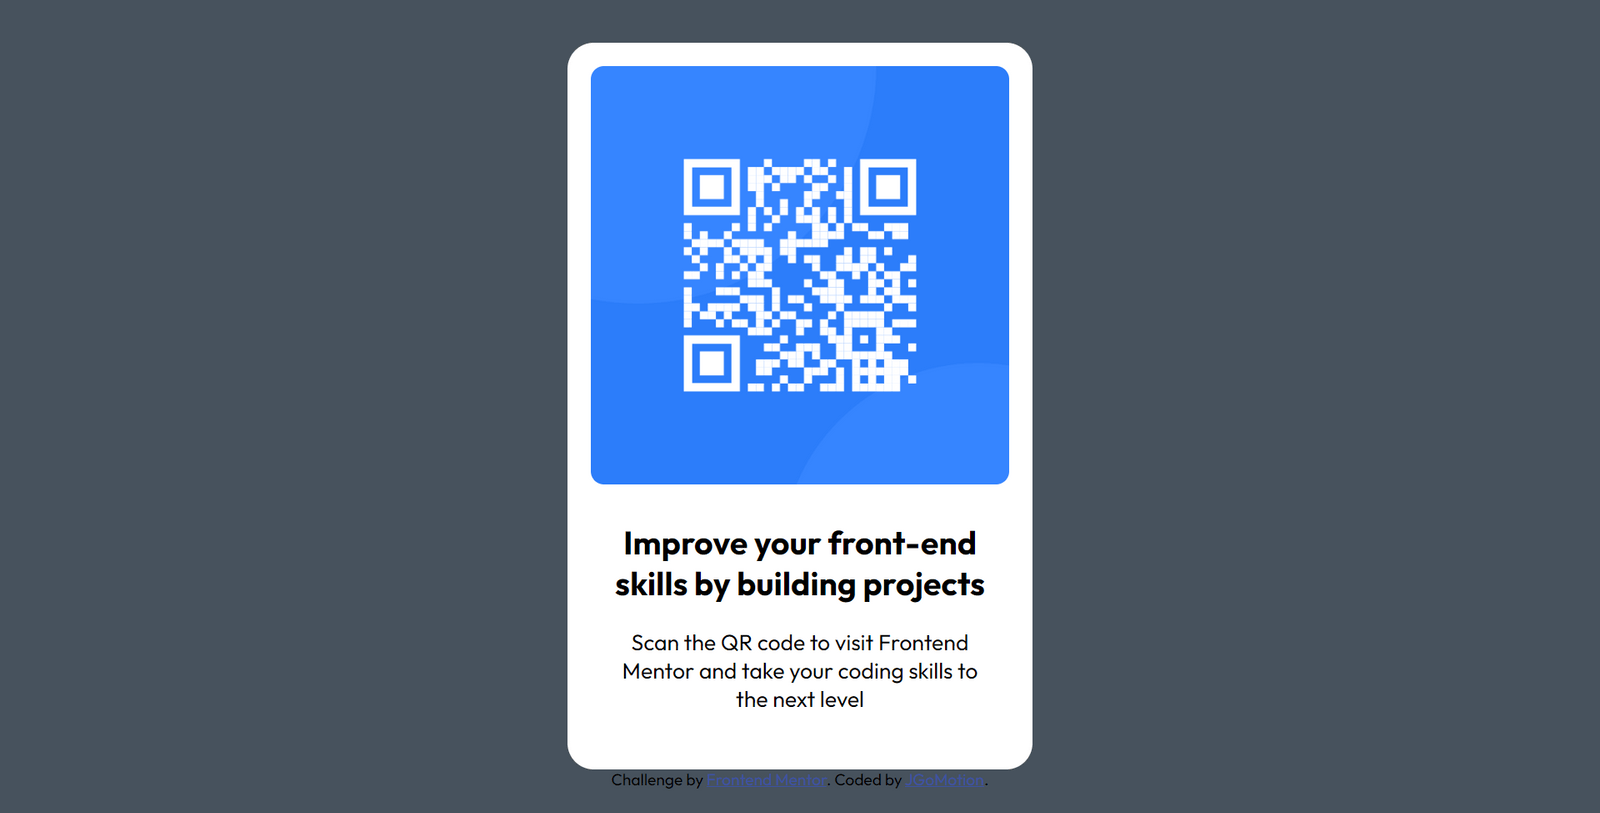 Improve your front-end
skills by building projects
Scan the QR code to visit Frontend
Mentor and take your coding skills to
the next level
Challenge by Frontend Mentor. Coded by JGoMotion.